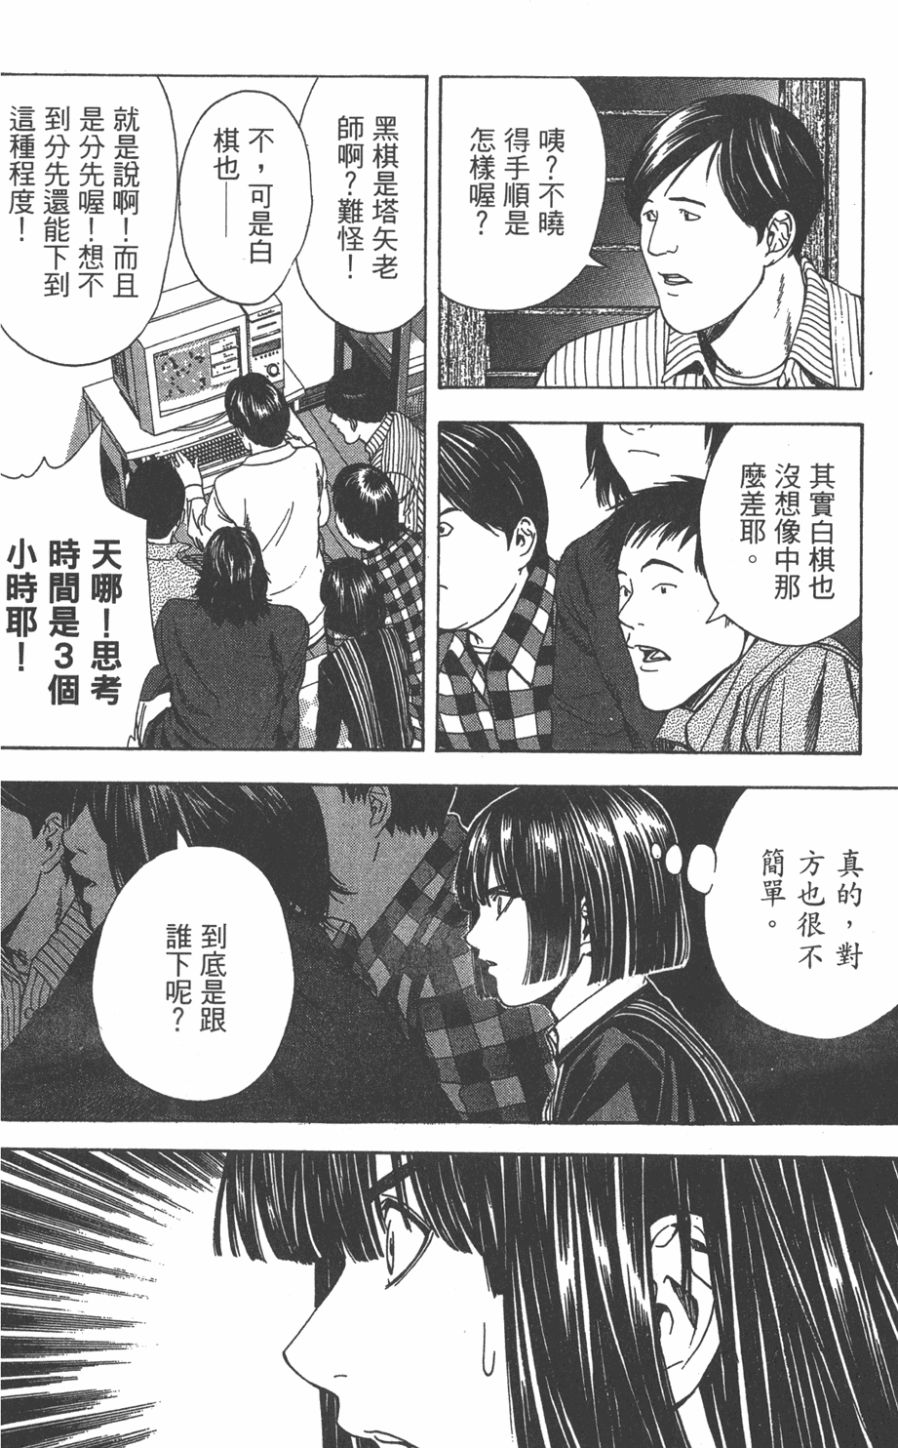 咦?不曉
得手順是
怎樣喔?
黑棋是塔矢老
師啊?難怪!
不,可是白
棋也——
就是說啊!而且
是分先喔!想不
到分先還能下到
這種程度!
其實白棋也
沒想像中那
麼差耶。
天哪!思考
時間是3個
小時耶!
真的,對
方也很不
簡單。
到底是跟
誰下呢?